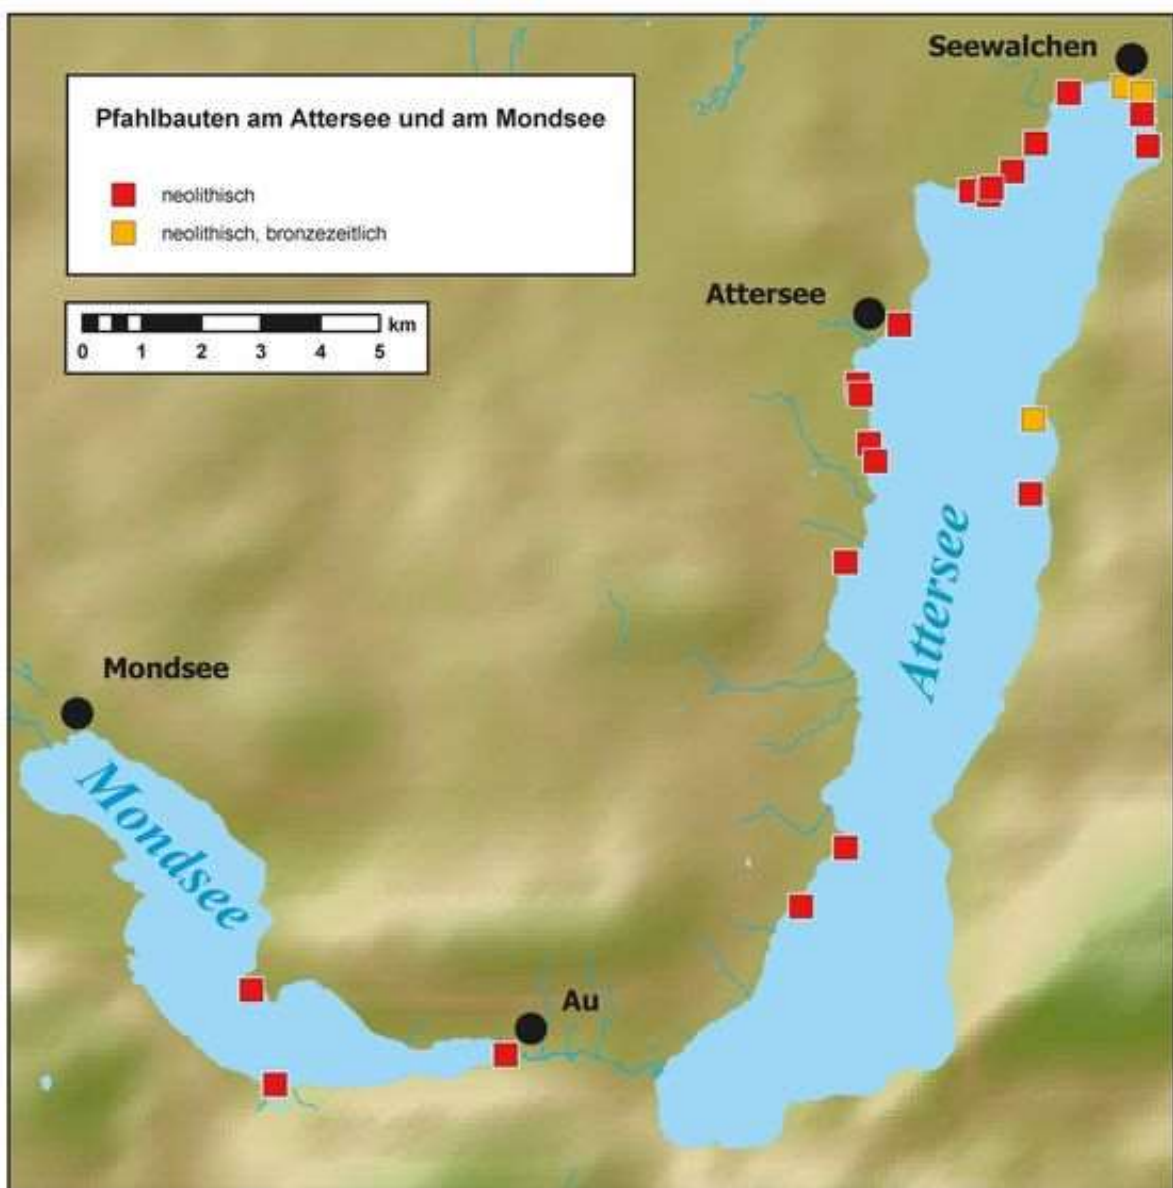 Seewalchen
Pfahlbauten am Attersee und am Mondsee
neolithisch
neolithisch, bronzezeitlich
Attersee
km
0 1 2 3 4 5
Attersee
Mondsee
Mondsee
Au